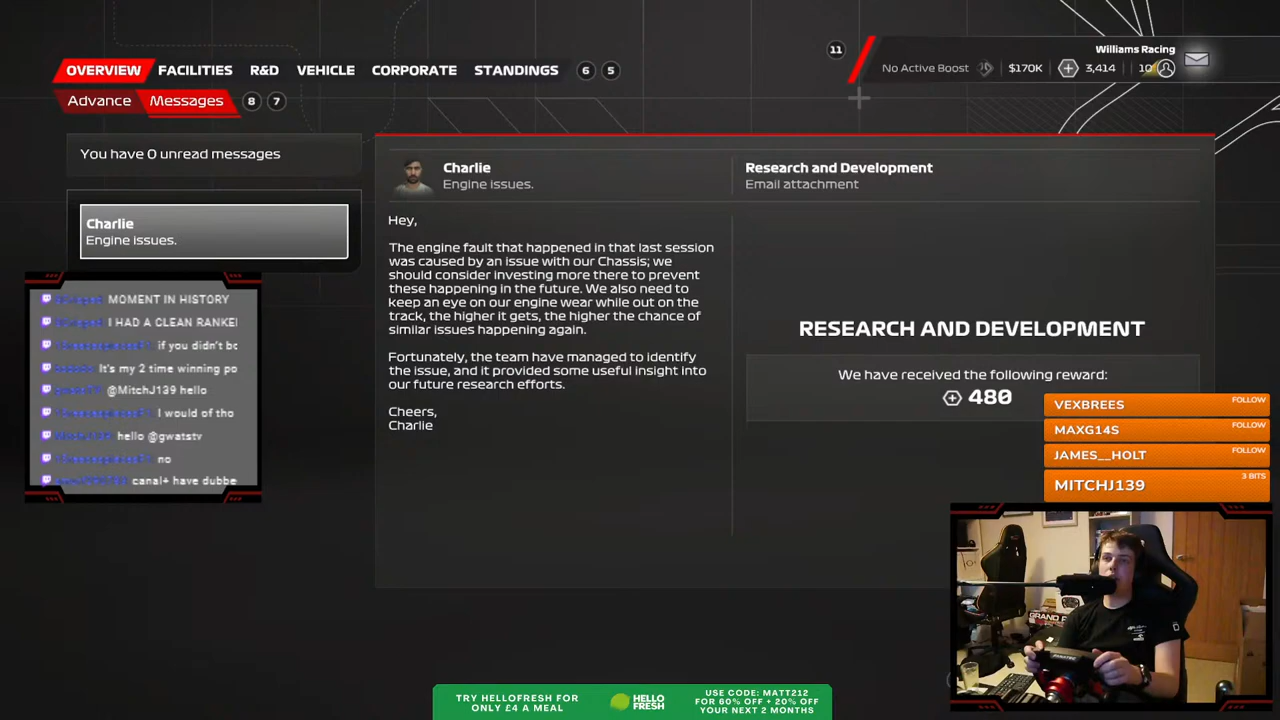 11
Williams Racing
OVERVIEW FACILITIES R&D VEHICLE CORPORATE STANDINGS 6 5
No Active Boost $170K 3,414 10
Advance Messages 8 7
You have 0 unread messages
Charlie
Engine issues.
Charlie
Engine issues.
Research and Development
Email attachment
Hey,
The engine fault that happened in that last session
was caused by an issue with our Chassis; we
should consider investing more there to prevent
these happening in the future. We also need to
keep an eye on our engine wear while out on the
track, the higher it gets, the higher the chance of
similar issues happening again.
Fortunately, the team have managed to identify
the issue, and it provided some useful insight into
our future research efforts.
Cheers,
Charlie
RESEARCH AND DEVELOPMENT
We have received the following reward:
480
MOMENT IN HISTORY
I HAD A CLEAN RANKE
if you didn't bc
It's my 2 time winning po
@MitchJ139 hello
I would of tho
hello @gwatstv
no
canal+ have dubbe
VEXBREES FOLLOW
MAXG14S FOLLOW
JAMES__HOLT FOLLOW
MITCHJ139 3 BITS
TRY HELLOFRESH FOR
ONLY £4 A MEAL
HELLO
FRESH
USE CODE: MATT212
FOR 60% OFF + 20% OFF
YOUR NEXT 2 MONTHS